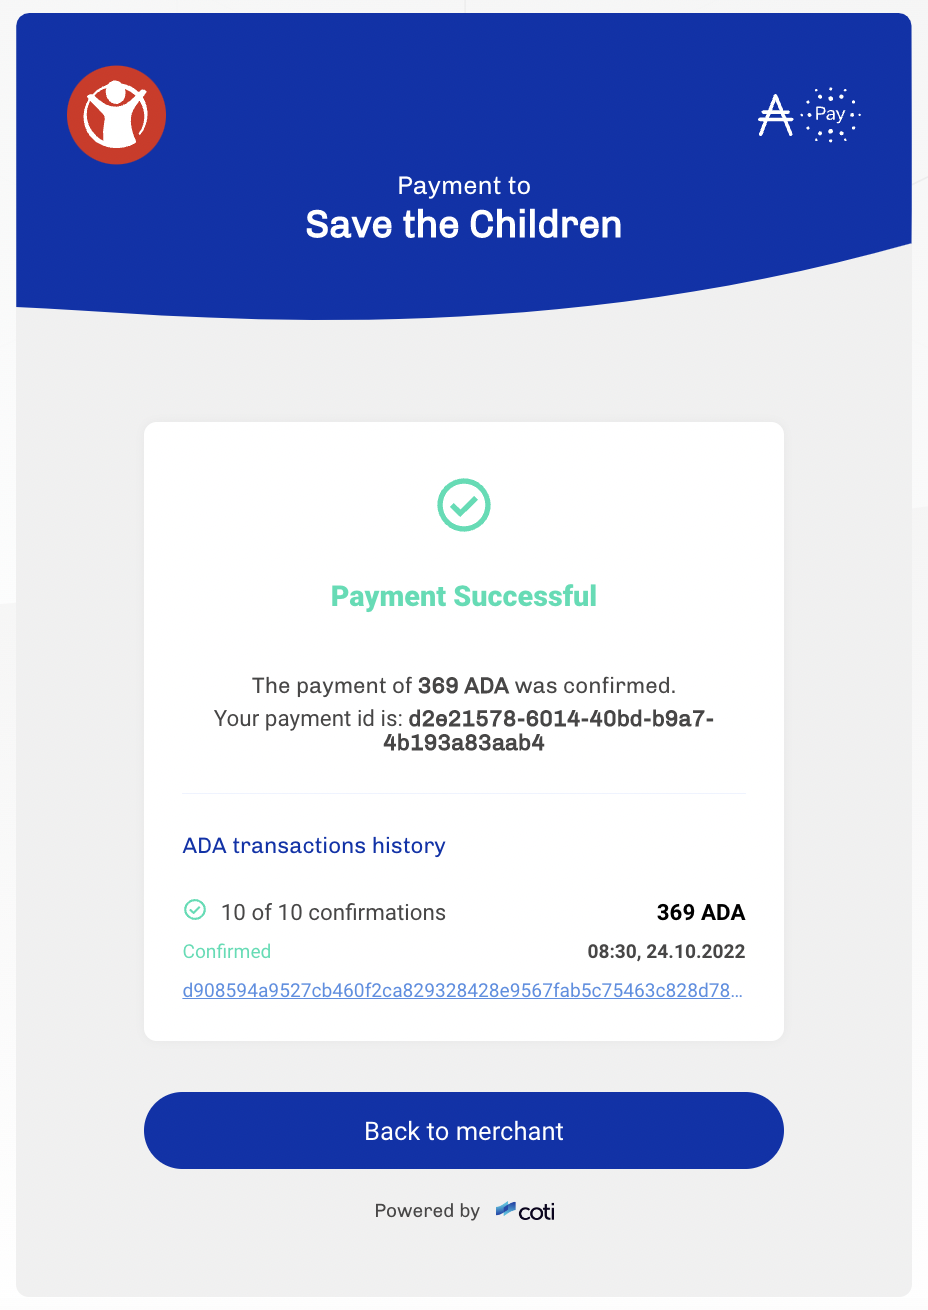 Pay
Payment to
Save the Children
Payment Successful
The payment of 369 ADA was confirmed.
Your payment id is: d2e21578-6014-40bd-b9a7-
4b193a83aab4
ADA transactions history
10 of 10 confirmations 369 ADA
Confirmed 08:30, 24.10.2022
d908594a9527cb460f2ca829328428e9567fab5c75463c828d78...
Back to merchant
Powered by coti